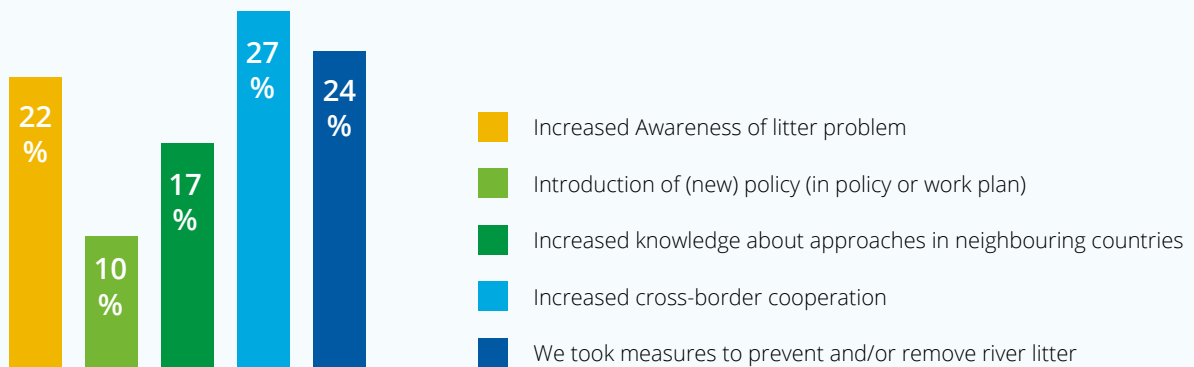 22
%
10
%
17
%
27
%
24
%
Increased Awareness of litter problem
Introduction of (new) policy (in policy or work plan)
Increased knowledge about approaches in neighbouring countries
Increased cross-border cooperation
We took measures to prevent and/or remove river litter